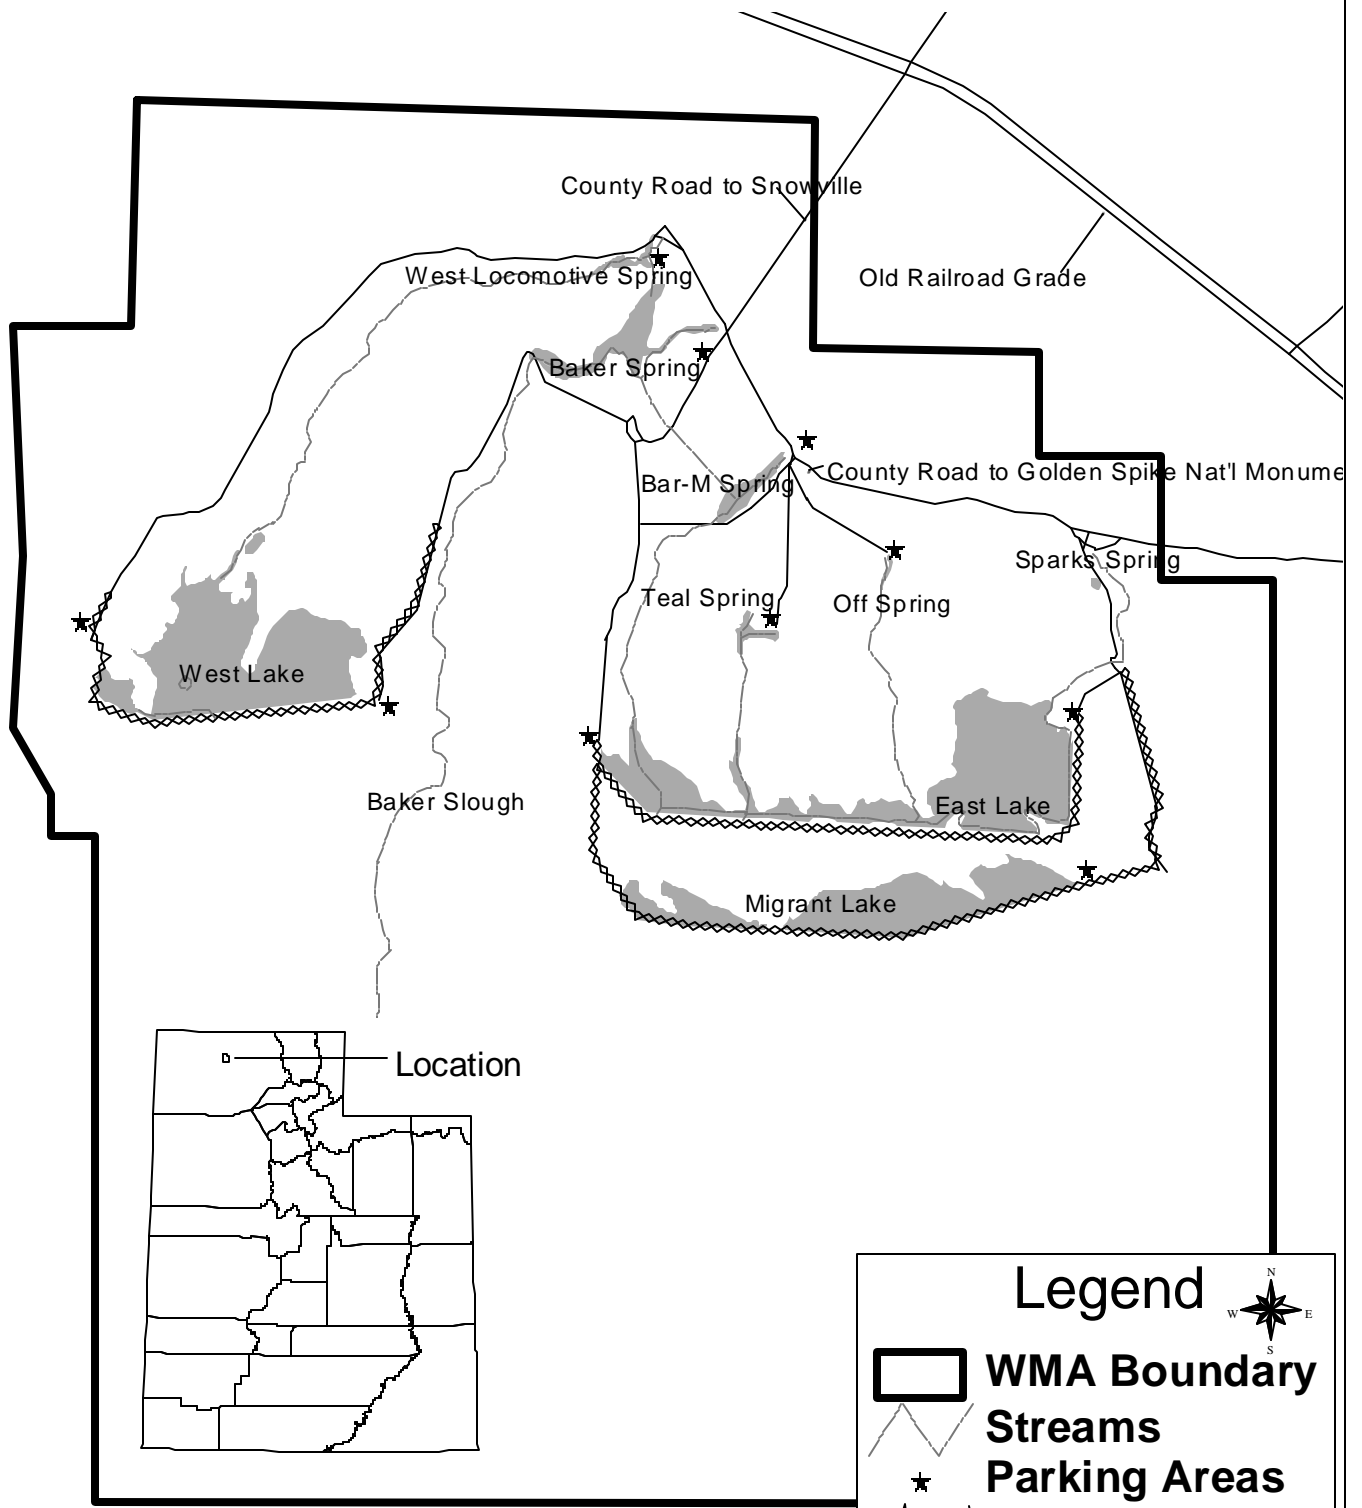 County Road to Snowville
West Locomotive Spring
Old Railroad Grade
Baker Spring
Bar-M Spring
County Road to Golden Spike Nat'l Monume
Sparks Spring
Teal Spring
Off Spring
West Lake
Baker Slough
East Lake
Migrant Lake
Location
Legend
N
W E
S
WMA Boundary
Streams
Parking Areas